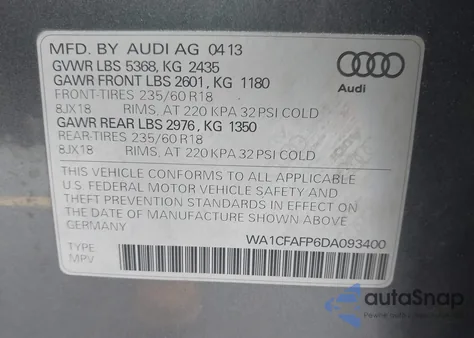 MFD. BY AUDI AG 04 13
GVWR LBS 5368, KG 2435
GAWR FRONT LBS 2601, KG 1180
FRONT-TIRES 235/60 R18
8JX18 RIMS, AT 220 KPA 32 PSI COLD
GAWR REAR LBS 2976, KG 1350
REAR-TIRES 235/60 R18
8JX18 RIMS, AT 220 KPA 32 PSI COLD
THIS VEHICLE CONFORMS TO ALL APPLICABLE
U.S. FEDERAL MOTOR VEHICLE SAFETY AND
THEFT PREVENTION STANDARDS IN EFFECT ON
THE DATE OF MANUFACTURE SHOWN ABOVE.
GERMANY
WA1CFAFP6DA093400
TYPE
MPV
Audi
autoSnap